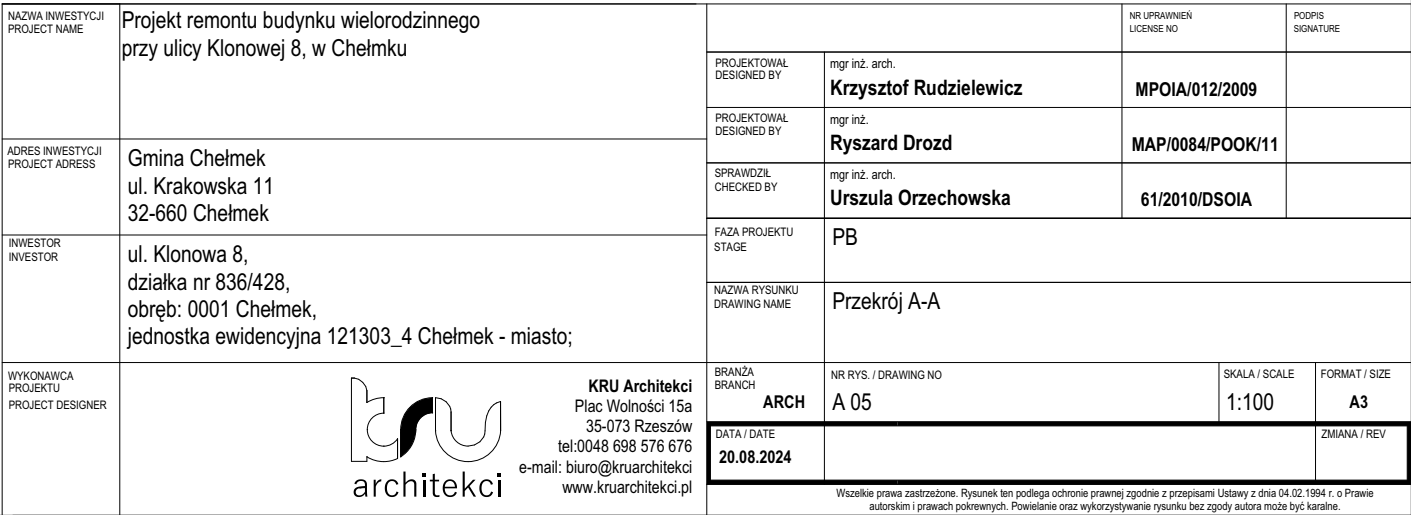 NAZWA INWESTYCJI
PROJECT NAME
Projekt remontu budynku wielorodzinnego
przy ulicy Klonowej 8, w Chełmku
ADRES INWESTYCJI
PROJECT ADRESS
Gmina Chełmek
ul. Krakowska 11
32-660 Chełmek
INWESTOR
INVESTOR
ul. Klonowa 8,
działka nr 836/428,
obręb: 0001 Chełmek,
jednostka ewidencyjna 121303_4 Chełmek - miasto;
WYKONAWCA
PROJEKTU
PROJECT DESIGNER
kru
architekci
KRU Architekci
Plac Wolności 15a
35-073 Rzeszów
tel:0048 698 576 676
e-mail: biuro@kruarchitekci
www.kruarchitekci.pl
NR UPRAWNIEŃ
LICENSE NO
PODPIS
SIGNATURE
PROJEKTOWAŁ
DESIGNED BY
mgr inż. arch.
Krzysztof Rudzielewicz
MPOIA/012/2009
PROJEKTOWAŁ
DESIGNED BY
mgr inż.
Ryszard Drozd
MAP/0084/POOK/11
SPRAWDZIŁ
CHECKED BY
mgr inż. arch.
Urszula Orzechowska
61/2010/DSOIA
FAZA PROJEKTU
STAGE
PB
NAZWA RYSUNKU
DRAWING NAME
Przekrój A-A
BRANŻA
BRANCH
ARCH
NR RYS. / DRAWING NO
A 05
SKALA / SCALE
1:100
FORMAT / SIZE
A3
DATA / DATE
20.08.2024
ZMIANA / REV
Wszelkie prawa zastrzeżone. Rysunek ten podlega ochronie prawnej zgodnie z przepisami Ustawy z dnia 04.02.1994 r. o Prawie
autorskim i prawach pokrewnych. Powielanie oraz wykorzystywanie rysunku bez zgody autora może być karalne.